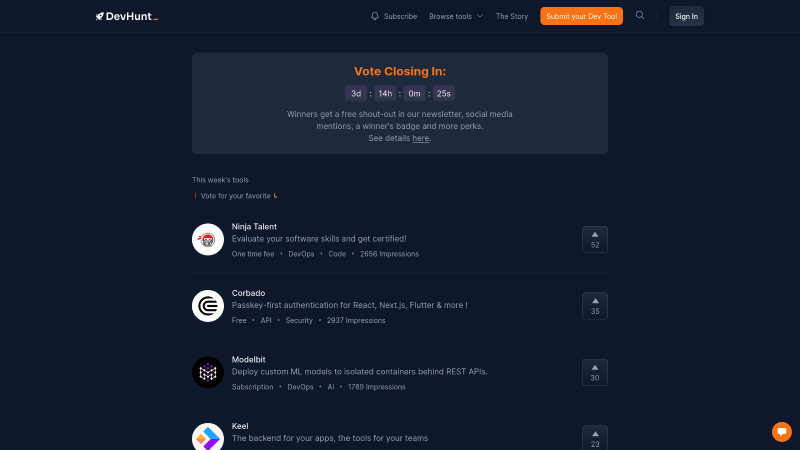 DevHunt_
Subscribe
Browse tools
The Story
Submit your Dev Tool
Sign In
Vote Closing In:
3d : 14h : 0m : 25s
Winners get a free shout-out in our newsletter, social media
mentions, a winner's badge and more perks.
See details here.
This week's tools
Vote for your favorite
Ninja Talent
Evaluate your software skills and get certified!
One time fee • DevOps • Code • 2656 Impressions
52
Corbado
Passkey-first authentication for React, Next.js, Flutter & more !
Free • API • Security • 2937 Impressions
35
Modelbit
Deploy custom ML models to isolated containers behind REST APIs.
Subscription • DevOps • AI • 1789 Impressions
30
Keel
The backend for your apps, the tools for your teams
23